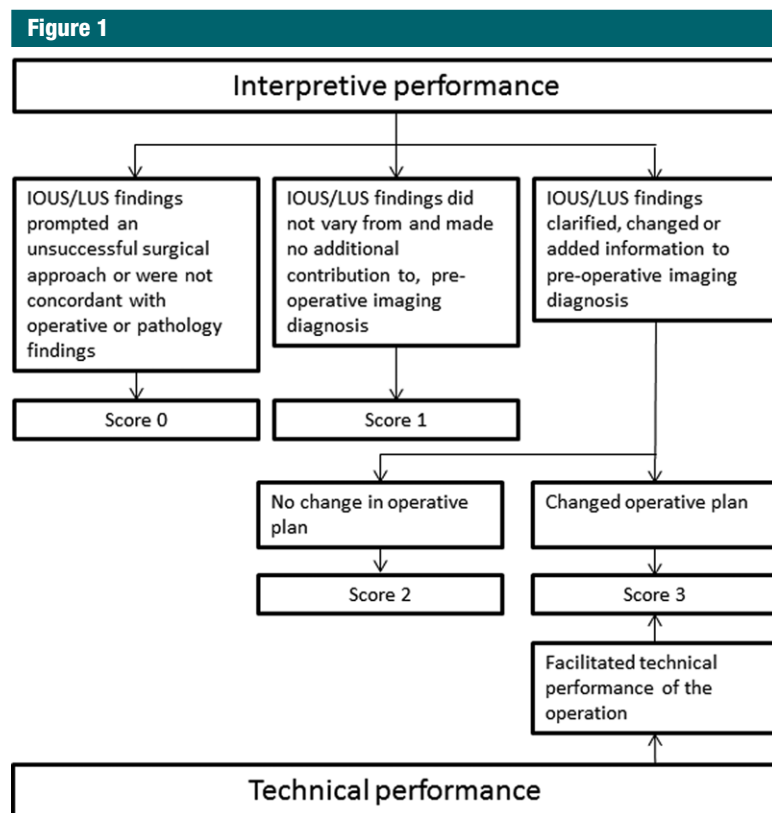 Figure 1
Interpretive performance
IOUS/LUS findings
prompted an
unsuccessful surgical
approach or were not
concordant with
operative or pathology
findings
IOUS/LUS findings did
not vary from and made
no additional
contribution to, pre-
operative imaging
diagnosis
IOUS/LUS findings
clarified, changed or
added information to
pre-operative imaging
diagnosis
Score 0
Score 1
No change in operative
plan
Changed operative plan
Score 2
Score 3
Facilitated technical
performance of the
operation
Technical performance